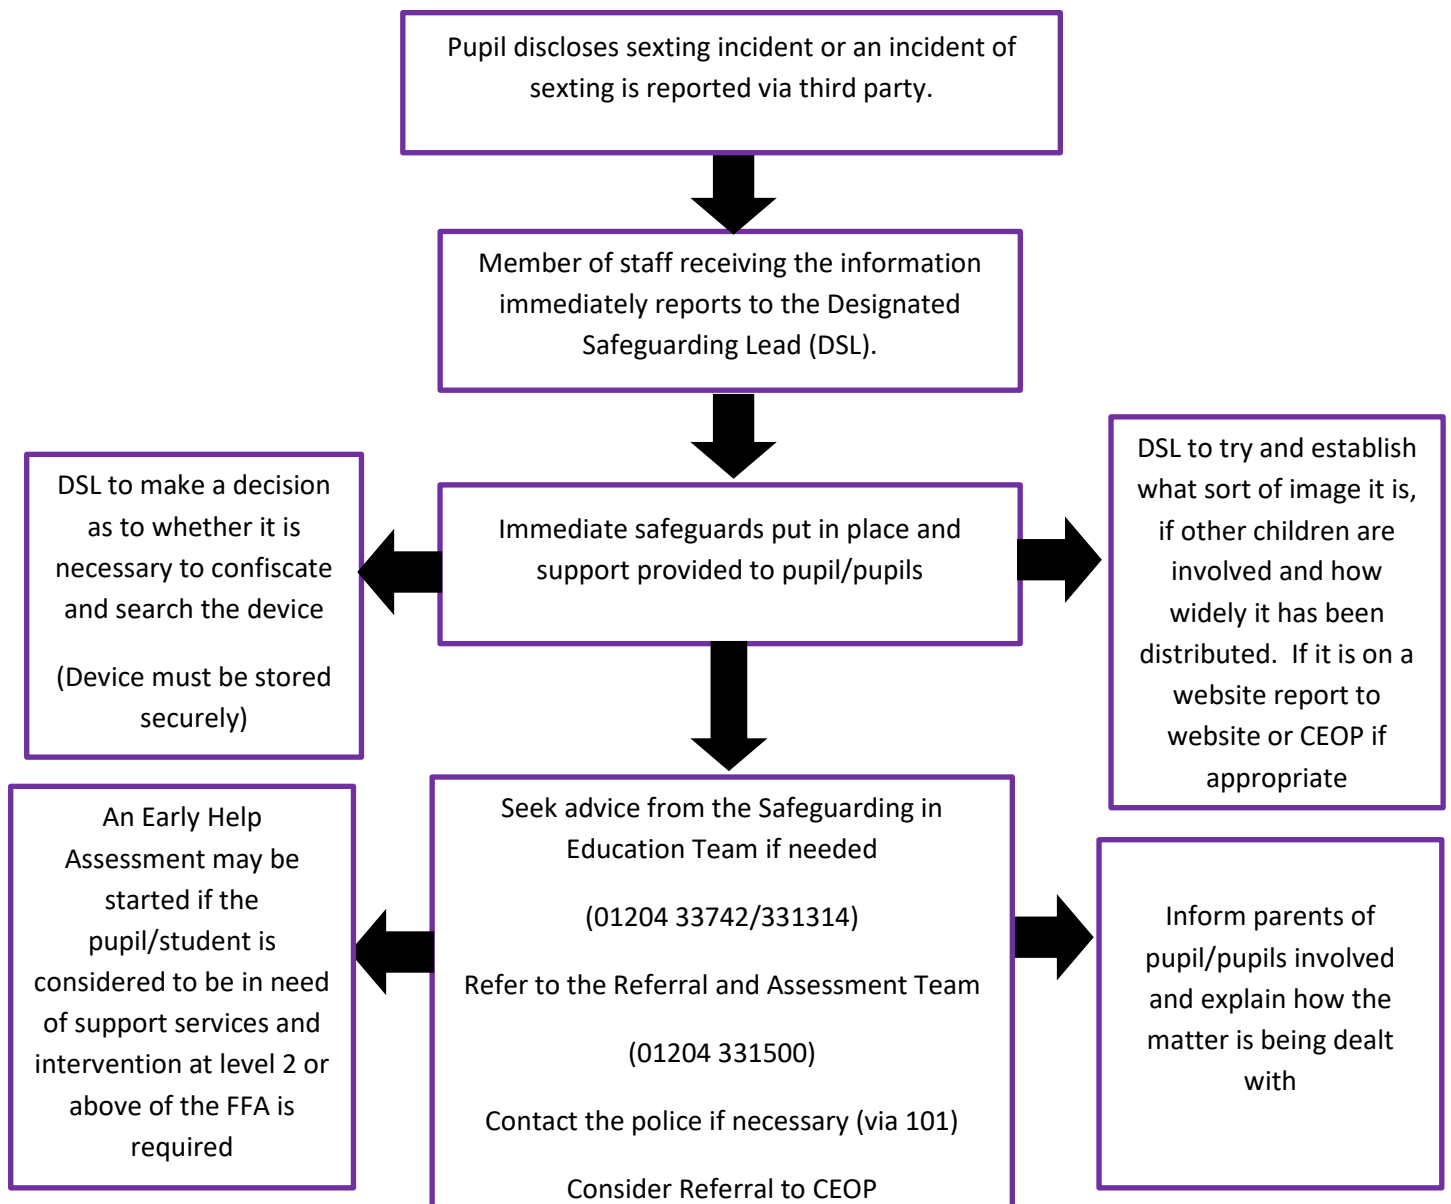 Pupil discloses sexting incident or an incident of
sexting is reported via third party.
Member of staff receiving the information
immediately reports to the Designated
Safeguarding Lead (DSL).
DSL to make a decision
as to whether it is
necessary to confiscate
and search the device
(Device must be stored
securely)
Immediate safeguards put in place and
support provided to pupil/pupils
DSL to try and establish
what sort of image it is,
if other children are
involved and how
widely it has been
distributed.  If it is on a
website report to
website or CEOP if
appropriate
An Early Help
Assessment may be
started if the
pupil/student is
considered to be in need
of support services and
intervention at level 2 or
above of the FFA is
required
Seek advice from the Safeguarding in
Education Team if needed
(01204 33742/331314)
Refer to the Referral and Assessment Team
(01204 331500)
Contact the police if necessary (via 101)
Consider Referral to CEOP
Inform parents of
pupil/pupils involved
and explain how the
matter is being dealt
with